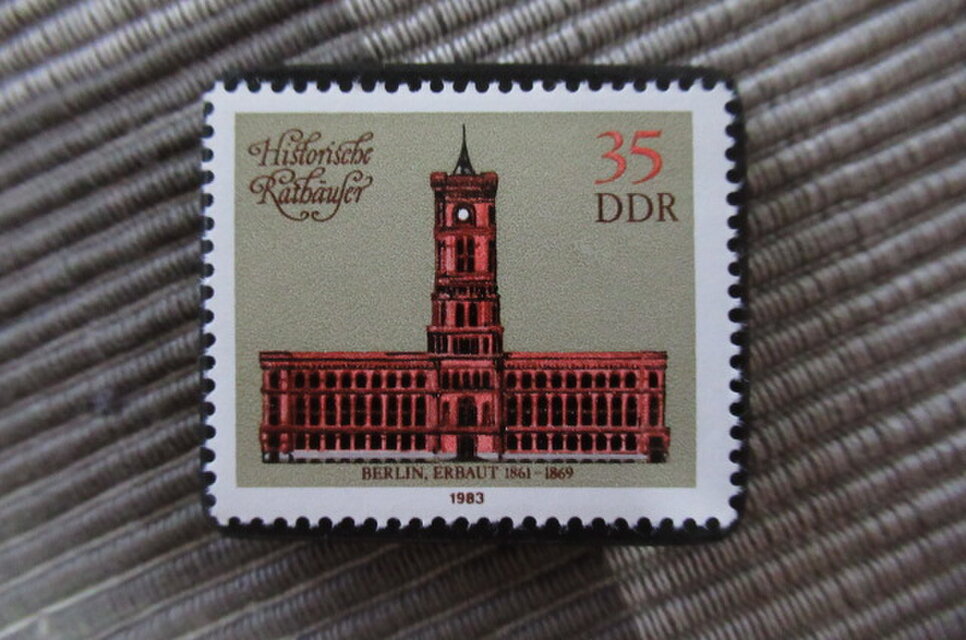 Historische
Rathäuser
35
DDR
BERLIN, ERBAUT 1861–1869
1983